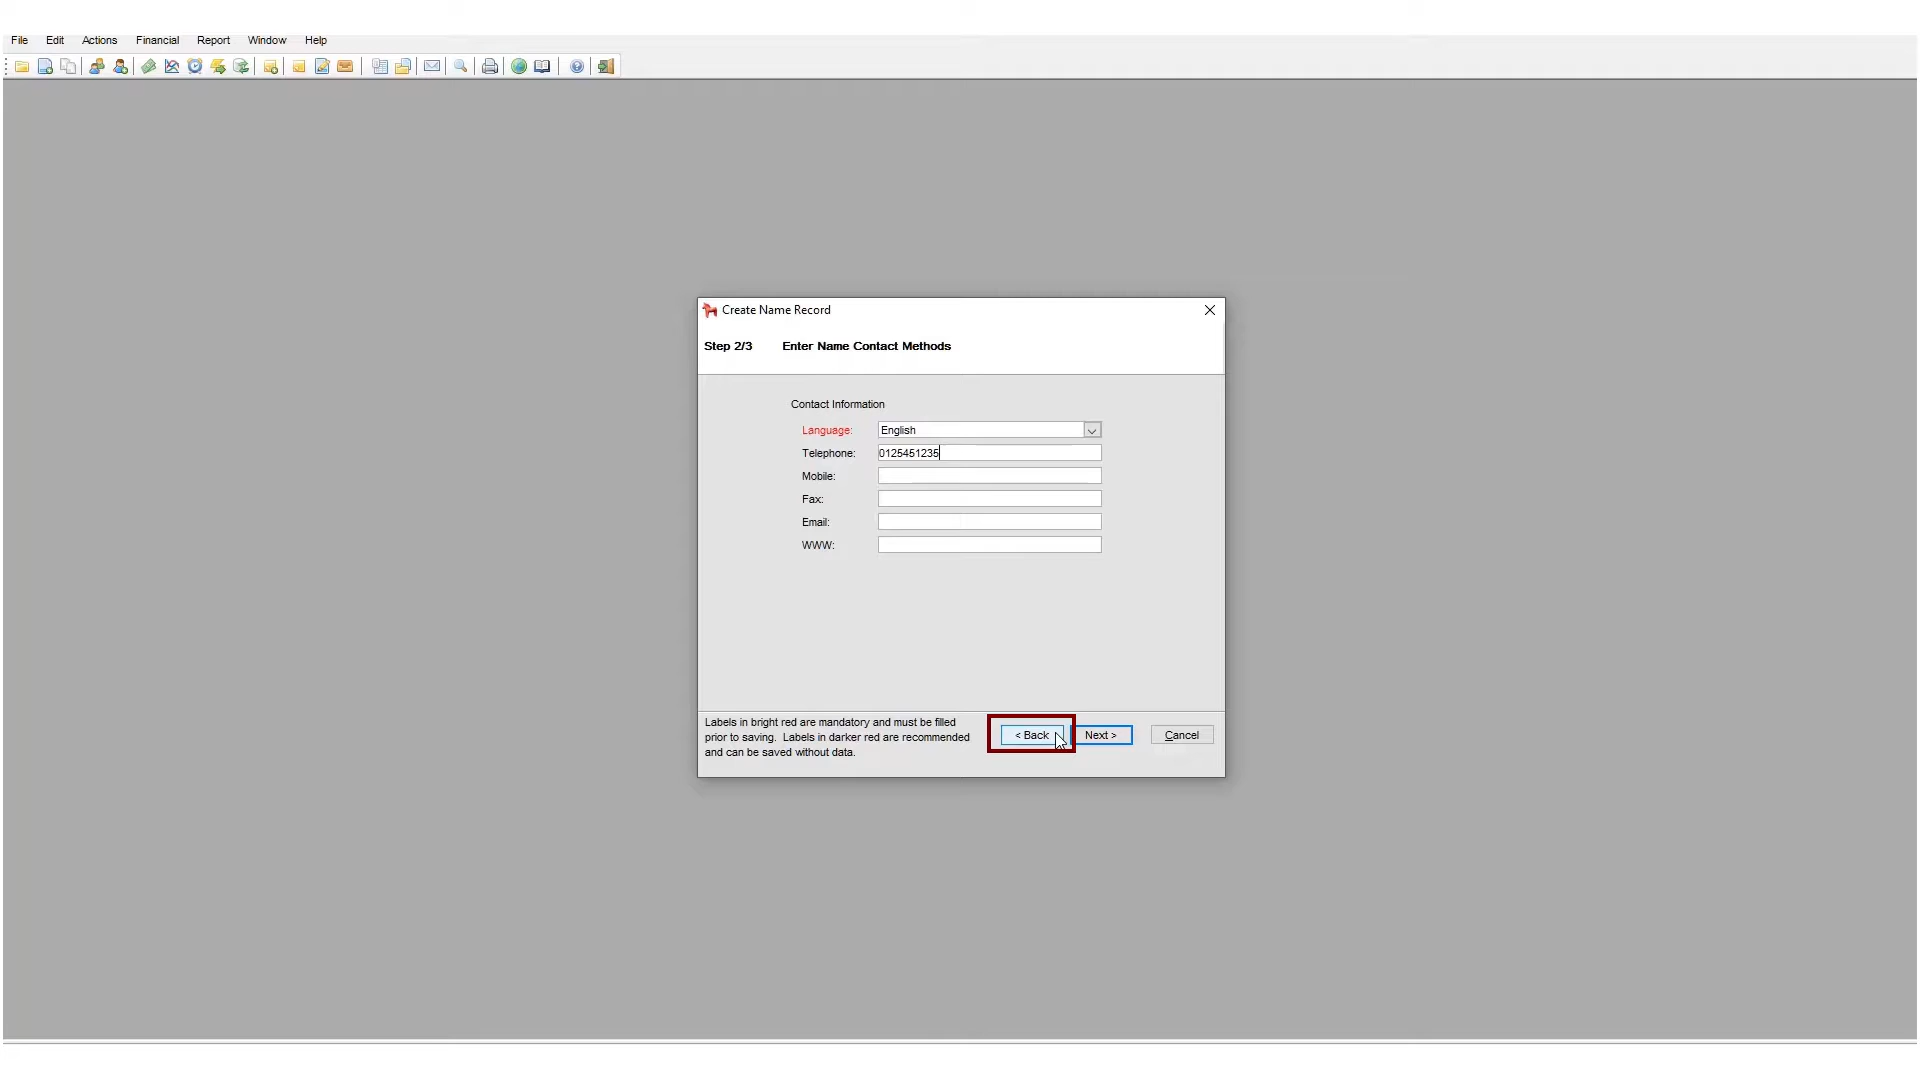 File Edit Actions Financial Report Window Help
Create Name Record
Step 2/3 Enter Name Contact Methods
Contact Information
Language: English
Telephone: 0125451235
Mobile:
Fax:
Email:
WWW:
Labels in bright red are mandatory and must be filled
prior to saving. Labels in darker red are recommended
and can be saved without data.
< Back Next > Cancel